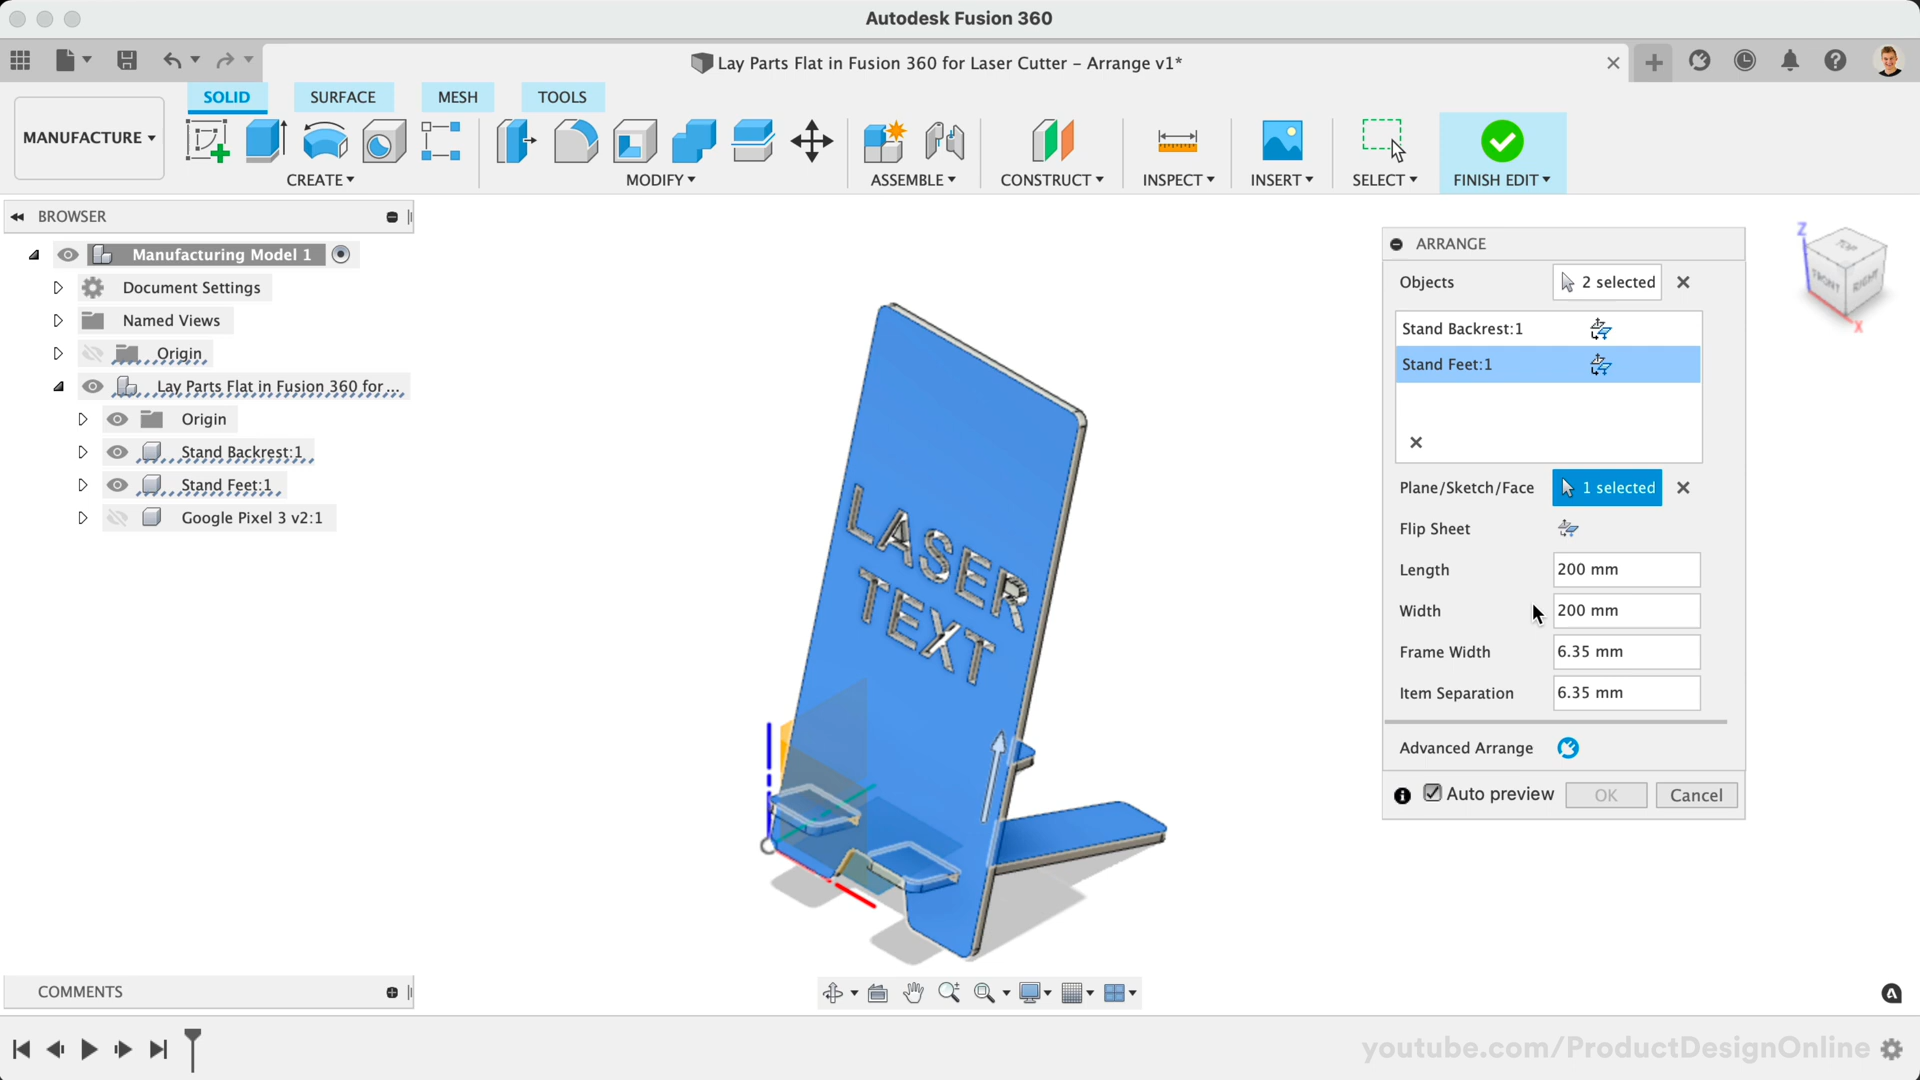 Autodesk Fusion 360
Lay Parts Flat in Fusion 360 for Laser Cutter – Arrange v1*
SOLID SURFACE MESH TOOLS
MANUFACTURE
CREATE MODIFY ASSEMBLE CONSTRUCT INSPECT INSERT SELECT FINISH EDIT
BROWSER
Manufacturing Model 1
Document Settings
Named Views
Origin
Lay Parts Flat in Fusion 360 for ...
Origin
Stand Backrest:1
Stand Feet:1
Google Pixel 3 v2:1
LASER
TEXT
ARRANGE
Objects 2 selected
Stand Backrest:1
Stand Feet:1
Plane/Sketch/Face 1 selected
Flip Sheet
Length 200 mm
Width 200 mm
Frame Width 6.35 mm
Item Separation 6.35 mm
Advanced Arrange
Auto preview OK Cancel
Z
TOP
FRONT RIGHT
X
COMMENTS
youtube.com/ProductDesignOnline